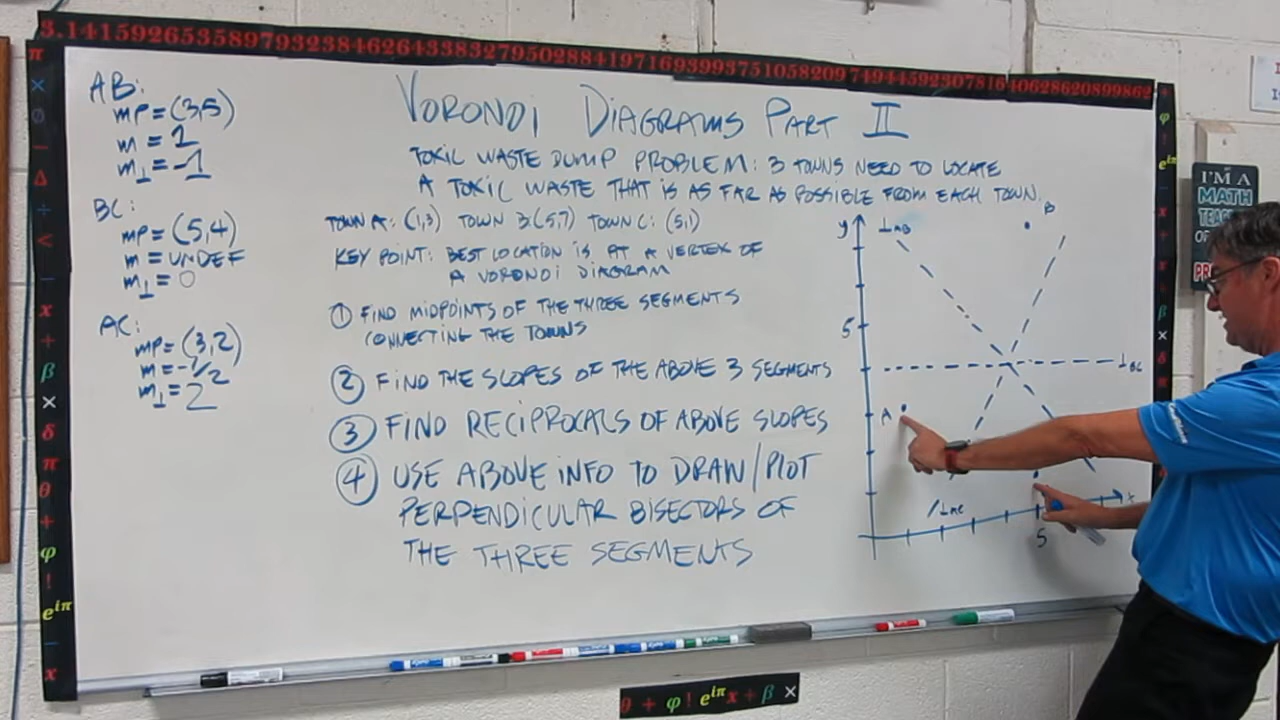 3.14159265358979323846264338327950288419716939937510582097494459230781640628620899862
AB:
MP=(3,5)
m = 1
m⊥=-1
BC:
MP=(5,4)
m = UNDEF
m⊥= 0
AC:
MP=(3,2)
m=-1/2
m⊥= 2
VORONOI DIAGRAMS PART II
TOXIC WASTE DUMP PROBLEM: 3 TOWNS NEED TO LOCATE
A TOXIC WASTE THAT IS AS FAR AS POSSIBLE FROM EACH TOWN.
TOWN A: (1,3) TOWN B:(5,7) TOWN C: (5,1)
KEY POINT: BEST LOCATION IS AT A VERTEX OF
A VORONOI DIAGRAM
① FIND MIDPOINTS OF THE THREE SEGMENTS
CONNECTING THE TOWNS
② FIND THE SLOPES OF THE ABOVE 3 SEGMENTS
③ FIND RECIPROCALS OF ABOVE SLOPES
④ USE ABOVE INFO TO DRAW/PLOT
PERPENDICULAR BISECTORS OF
THE THREE SEGMENTS
y
⊥AB
B
5
⊥BC
A
⊥AC
5
x
I'M A
MATH
π
x
Ø
-
Δ
÷
<
-
x
+
β
x
δ
π
θ
+
φ
!
e^iπ
-
x
θ + φ ! e^iπ x + β x